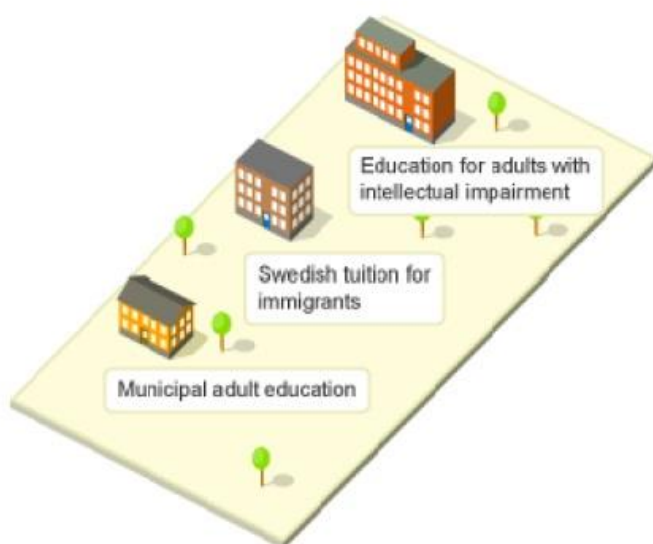 Education for adults with
intellectual impairment
Swedish tuition for
immigrants
Municipal adult education